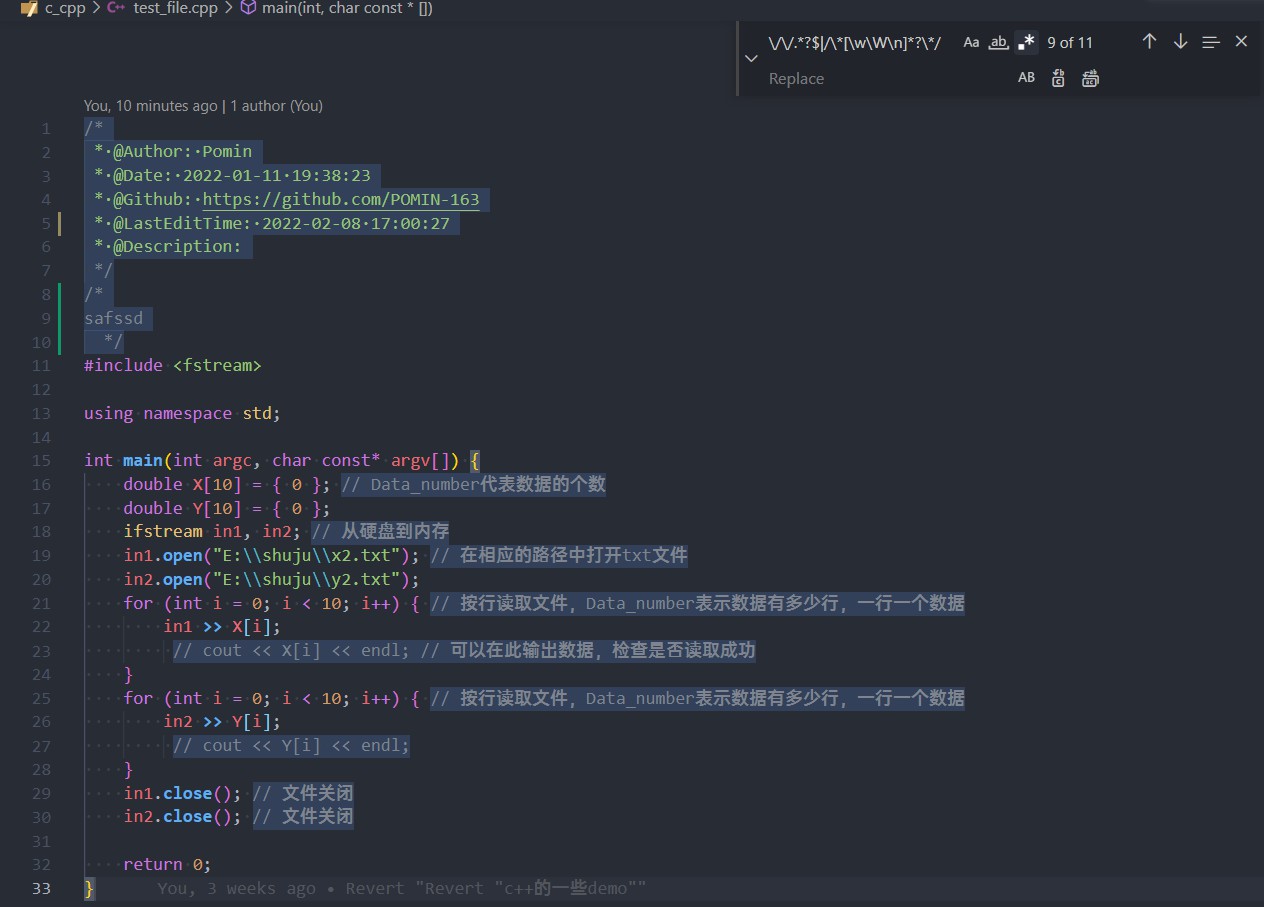 c_cpp > C++ test_file.cpp > main(int, char const * [])
\/\/.*?$|/\*[\w\W\n]*?\*/ Aa ab .* 9 of 11
Replace AB
You, 10 minutes ago | 1 author (You)
1 /*
2 * @Author: Pomin
3 * @Date: 2022-01-11 19:38:23
4 * @Github: https://github.com/POMIN-163
5 * @LastEditTime: 2022-02-08 17:00:27
6 * @Description:
7 */
8 /*
9 safssd
10 */
11 #include <fstream>
12
13 using namespace std;
14
15 int main(int argc, char const* argv[]) {
16 double X[10] = { 0 }; // Data_number代表数据的个数
17 double Y[10] = { 0 };
18 ifstream in1, in2; // 从硬盘到内存
19 in1.open("E:\\shuju\\x2.txt"); // 在相应的路径中打开txt文件
20 in2.open("E:\\shuju\\y2.txt");
21 for (int i = 0; i < 10; i++) { // 按行读取文件，Data_number表示数据有多少行，一行一个数据
22 in1 >> X[i];
23 // cout << X[i] << endl; // 可以在此输出数据，检查是否读取成功
24 }
25 for (int i = 0; i < 10; i++) { // 按行读取文件，Data_number表示数据有多少行，一行一个数据
26 in2 >> Y[i];
27 // cout << Y[i] << endl;
28 }
29 in1.close(); // 文件关闭
30 in2.close(); // 文件关闭
31
32 return 0;
33 } You, 3 weeks ago • Revert "Revert "c++的一些demo""